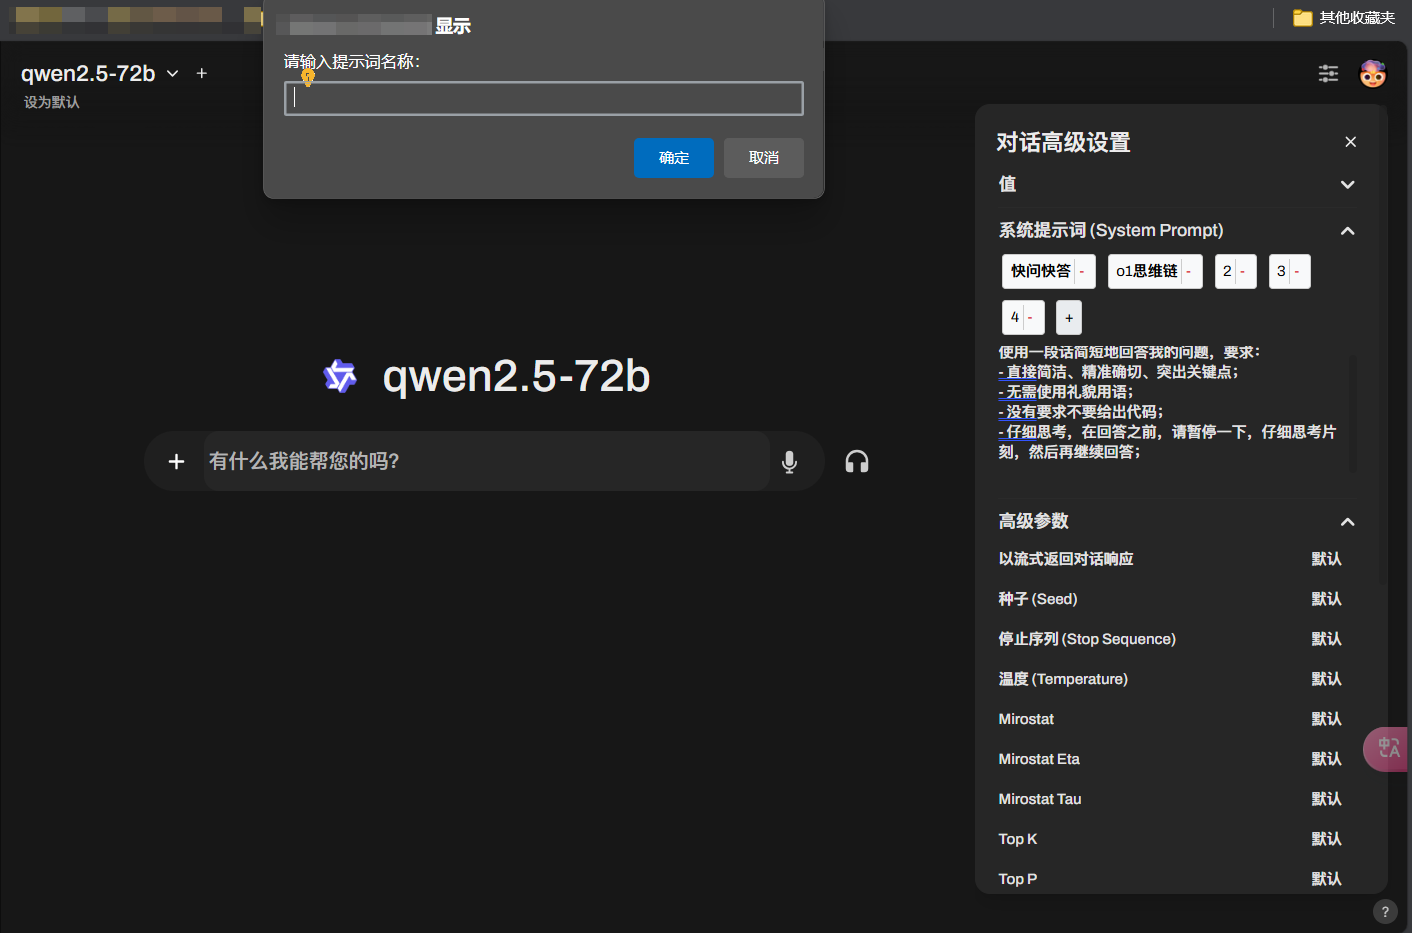 显示
其他收藏夹
请输入提示词名称：
确定
取消
qwen2.5-72b
设为默认
对话高级设置
值
系统提示词 (System Prompt)
快问快答 -
o1思维链 -
2 -
3 -
4 -
+
使用一段话简短地回答我的问题，要求：
- 直接简洁、精准确切、突出关键点；
- 无需使用礼貌用语；
- 没有要求不要给出代码；
- 仔细思考，在回答之前，请暂停一下，仔细思考片
刻，然后再继续回答；
qwen2.5-72b
有什么我能帮您的吗？
高级参数
以流式返回对话响应 默认
种子 (Seed) 默认
停止序列 (Stop Sequence) 默认
温度 (Temperature) 默认
Mirostat 默认
Mirostat Eta 默认
Mirostat Tau 默认
Top K 默认
Top P 默认
中A
?